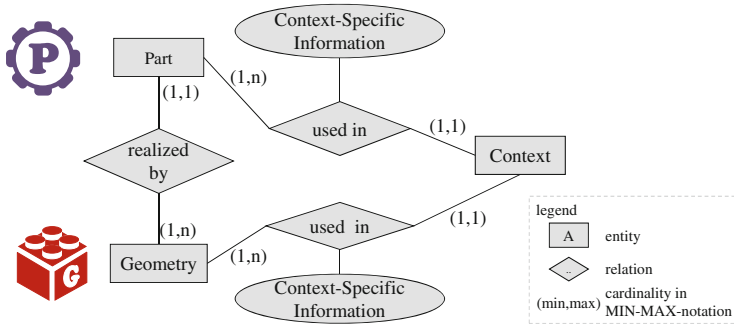 Context-Specific
Information
P
Part
(1,n)
(1,1)
used in
(1,1)
realized
by
Context
(1,n)
used in
(1,1)
G
Geometry
(1,n)
Context-Specific
Information
legend
A
entity
..
relation
(min,max)
cardinality in
MIN-MAX-notation